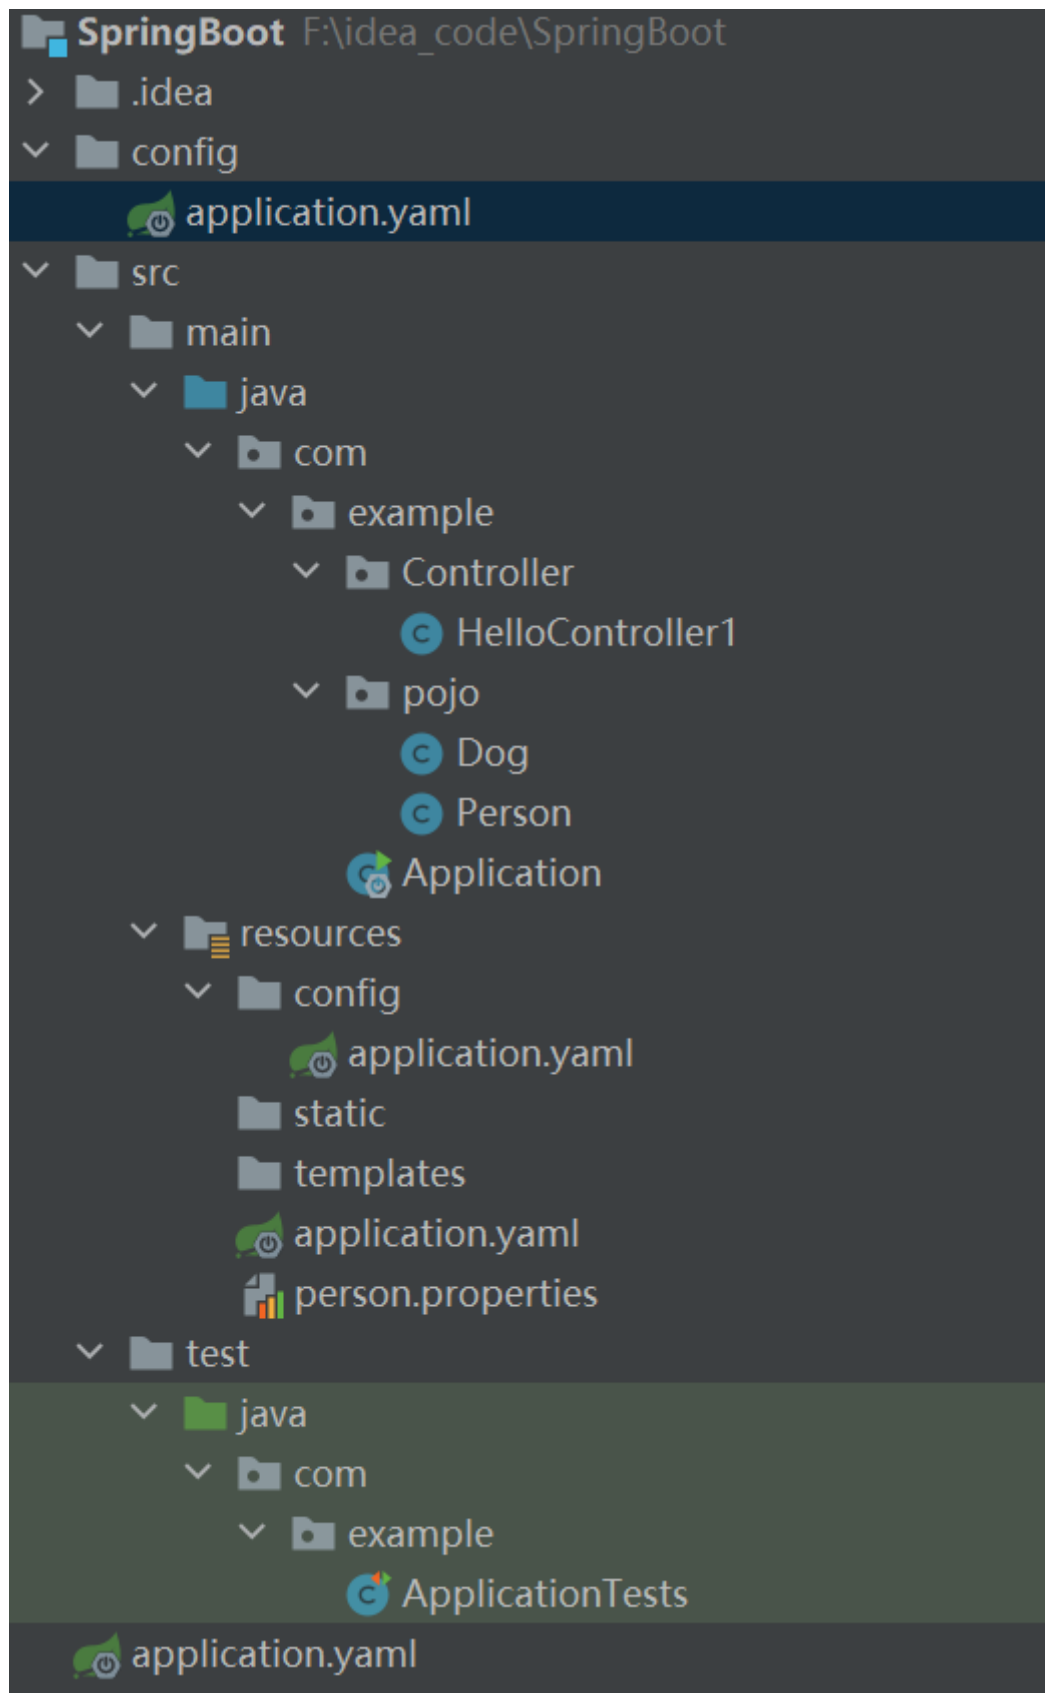 SpringBoot F:\idea_code\SpringBoot
.idea
config
application.yaml
src
main
java
com
example
Controller
HelloController1
pojo
Dog
Person
Application
resources
config
application.yaml
static
templates
application.yaml
person.properties
test
java
com
example
ApplicationTests
application.yaml